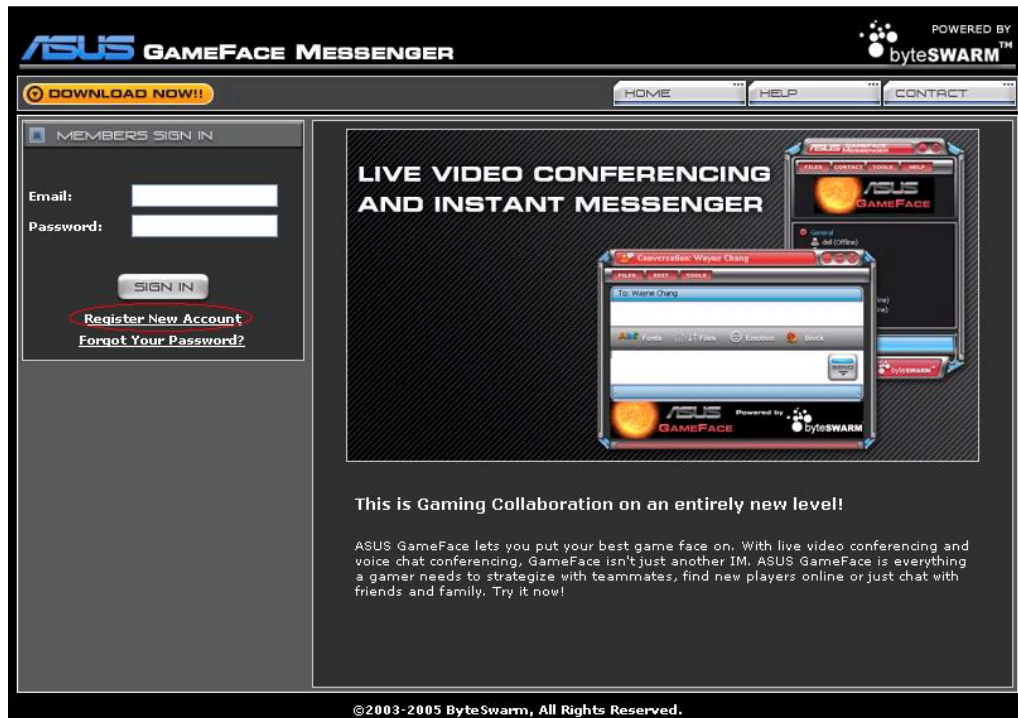 ASUS GAMEFACE MESSENGER
POWERED BY
byteSWARM™
DOWNLOAD NOW!!
HOME
HELP
CONTACT
MEMBERS SIGN IN
Email:
Password:
SIGN IN
Register New Account
Forgot Your Password?
LIVE VIDEO CONFERENCING
AND INSTANT MESSENGER
ASUS GAMEFACE
MESSENGER
FILES CONTACT TOOLS HELP
ASUS
GAMEFACE
General
dell (Offline)
byteSWARM
Conversation: Wayne Chang
FILES EDIT TOOLS
To: Wayne Chang
Abc Fonts Files Emotion block
SEND
ASUS
GAMEFACE
Powered by
byteSWARM
This is Gaming Collaboration on an entirely new level!
ASUS GameFace lets you put your best game face on. With live video conferencing and
voice chat conferencing, GameFace isn't just another IM. ASUS GameFace is everything
a gamer needs to strategize with teammates, find new players online or just chat with
friends and family. Try it now!
©2003-2005 ByteSwarm, All Rights Reserved.